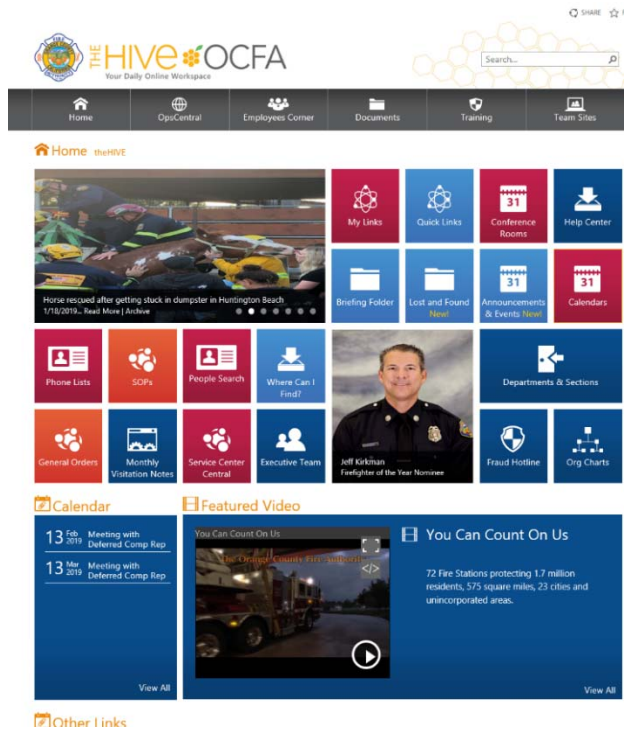 SHARE
THE HIVE OCFA
Your Daily Online Workspace
Search...
Home
OpsCentral
Employees Corner
Documents
Training
Team Sites
Home theHIVE
Horse rescued after getting stuck in dumpster in Huntington Beach
1/18/2019... Read More | Archive
My Links
Quick Links
31
Conference
Rooms
Help Center
Briefing Folder
Lost and Found
New!
31
Announcements
& Events New!
31
Calendars
Phone Lists
SOPs
People Search
Where Can I
Find?
Jeff Kirkman
Firefighter of the Year Nominee
Departments & Sections
General Orders
Monthly
Visitation Notes
Service Center
Central
Executive Team
Fraud Hotline
Org Charts
Calendar
13 Feb 2019 Meeting with
Deferred Comp Rep
13 Mar 2019 Meeting with
Deferred Comp Rep
View All
Featured Video
You Can Count On Us
The Orange County Fire Authority
</>
You Can Count On Us
72 Fire Stations protecting 1.7 million
residents, 575 square miles, 23 cities and
unincorporated areas.
View All
Other Links